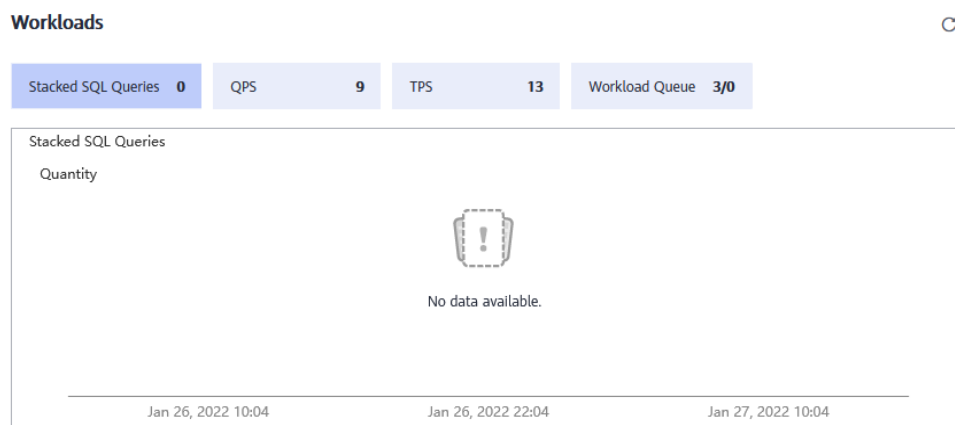 Workloads
Stacked SQL Queries 0 QPS 9 TPS 13 Workload Queue 3/0
Stacked SQL Queries
Quantity
No data available.
Jan 26, 2022 10:04 Jan 26, 2022 22:04 Jan 27, 2022 10:04